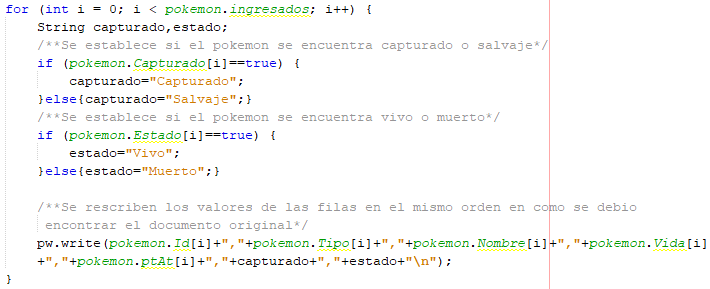 for (int i = 0; i < pokemon.ingresados; i++) {
String capturado,estado;
/**Se establece si el pokemon se encuentra capturado o salvaje*/
if (pokemon.Capturado[i]==true) {
capturado="Capturado";
}else{capturado="Salvaje";}
/**Se establece si el pokemon se encuentra vivo o muerto*/
if (pokemon.Estado[i]==true) {
estado="Vivo";
}else{estado="Muerto";}
/**Se rescriben los valores de las filas en el mismo orden en como se debio
encontrar el documento original*/
pw.write(pokemon.Id[i]+","+pokemon.Tipo[i]+","+pokemon.Nombre[i]+","+pokemon.Vida[i]
+","+pokemon.ptAt[i]+","+capturado+","+estado+"\n");
}